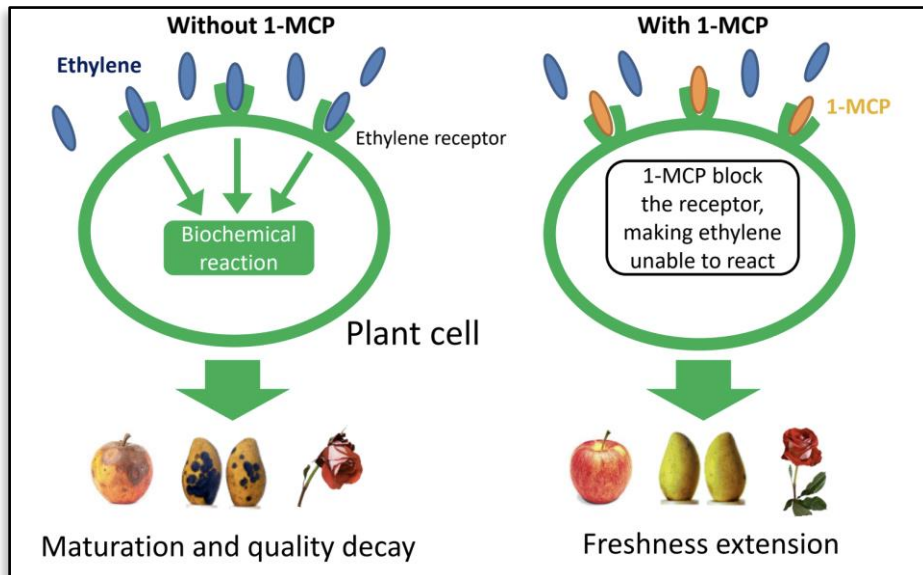 Without 1-MCP
Ethylene
Ethylene receptor
Biochemical
reaction
With 1-MCP
1-MCP
1-MCP block
the receptor,
making ethylene
unable to react
Plant cell
Maturation and quality decay
Freshness extension